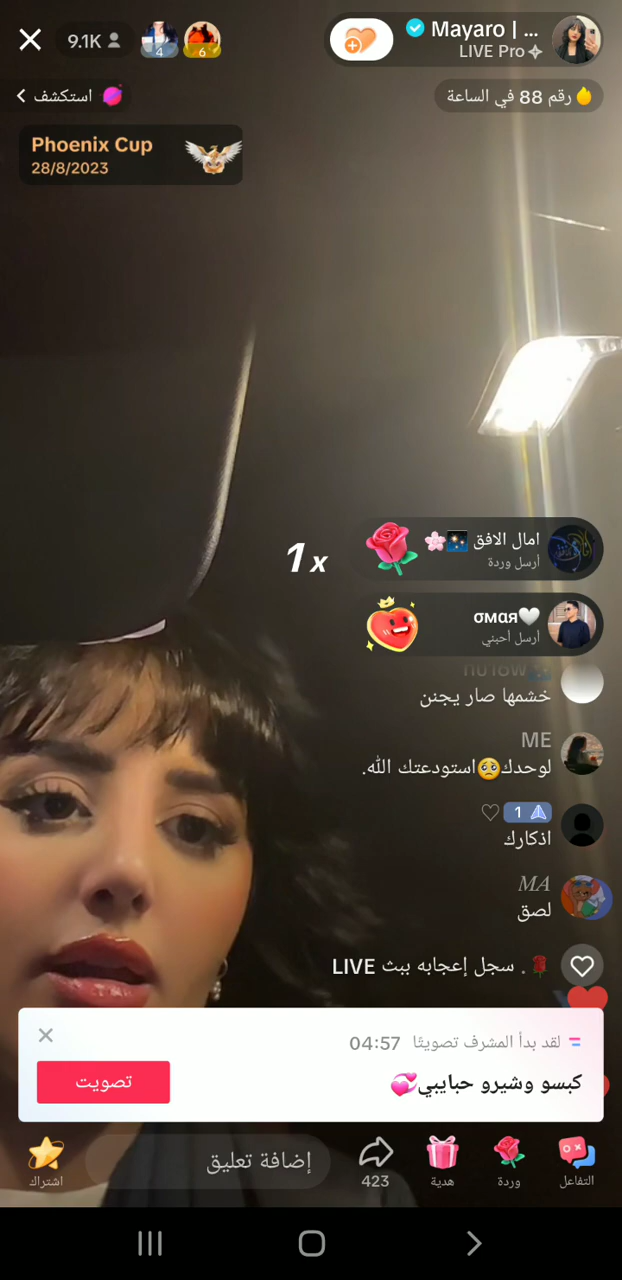 9.1K
4
6
Mayaro | ...
LIVE Pro
استكشف
رقم 88 في الساعة
Phoenix Cup
28/8/2023
امال الافق
أرسل وردة
1x
σмαя🤍
أرسل أحبني
خشمها صار يجنن
ME
لوحدك🥺استودعتك الله.
♡ 1
اذكارك
MA
لصق
🌹. سجل إعجابه ببث LIVE
لقد بدأ المشرف تصويتًا 04:57
كبسو وشيرو حبايبي💞
تصويت
اشتراك
إضافة تعليق
423
هدية
وردة
التفاعل